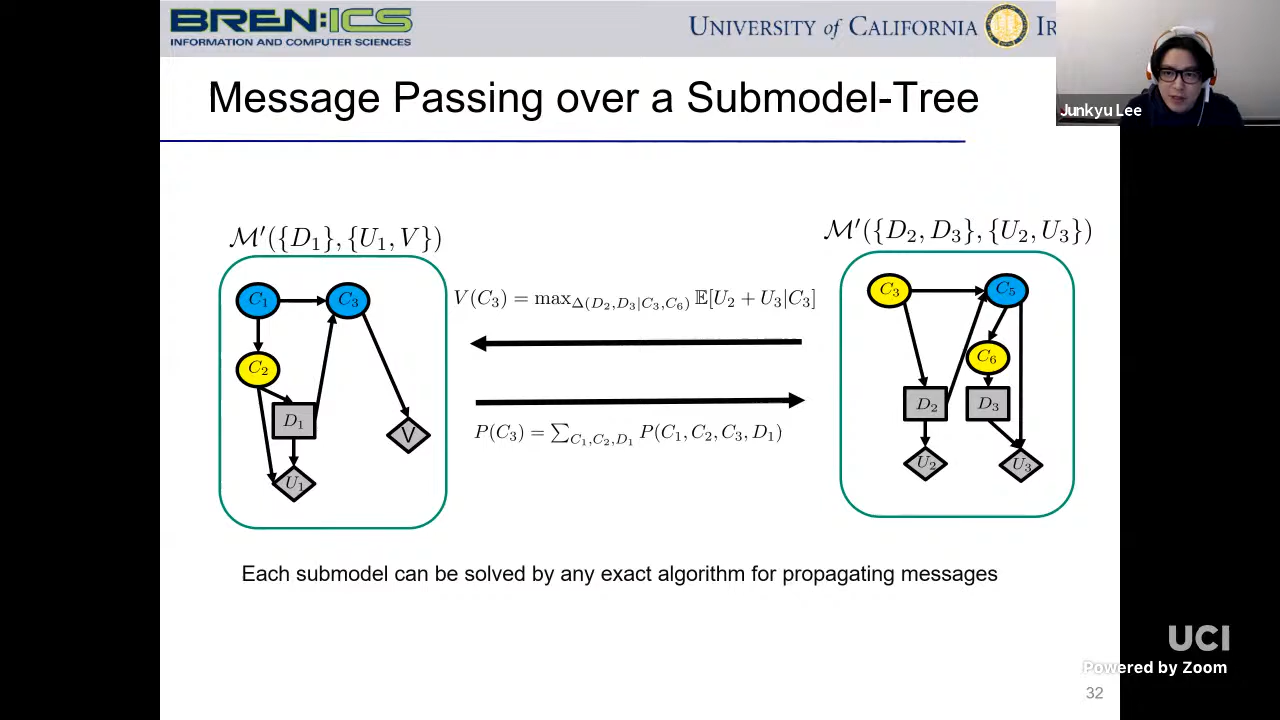 BREN:ICS
INFORMATION AND COMPUTER SCIENCES
UNIVERSITY of CALIFORNIA IR
Junkyu Lee
Message Passing over a Submodel-Tree
ℳ′({D₁}, {U₁, V})
ℳ′({D₂, D₃}, {U₂, U₃})
C₁
C₃
C₂
D₁
V
U₁
V(C₃) = max_{Δ(D₂,D₃|C₃,C₆)} 𝔼[U₂ + U₃|C₃]
P(C₃) = ∑_{C₁,C₂,D₁} P(C₁, C₂, C₃, D₁)
C₃
C₅
C₆
D₂
D₃
U₂
U₃
Each submodel can be solved by any exact algorithm for propagating messages
UCI
Powered by Zoom
32